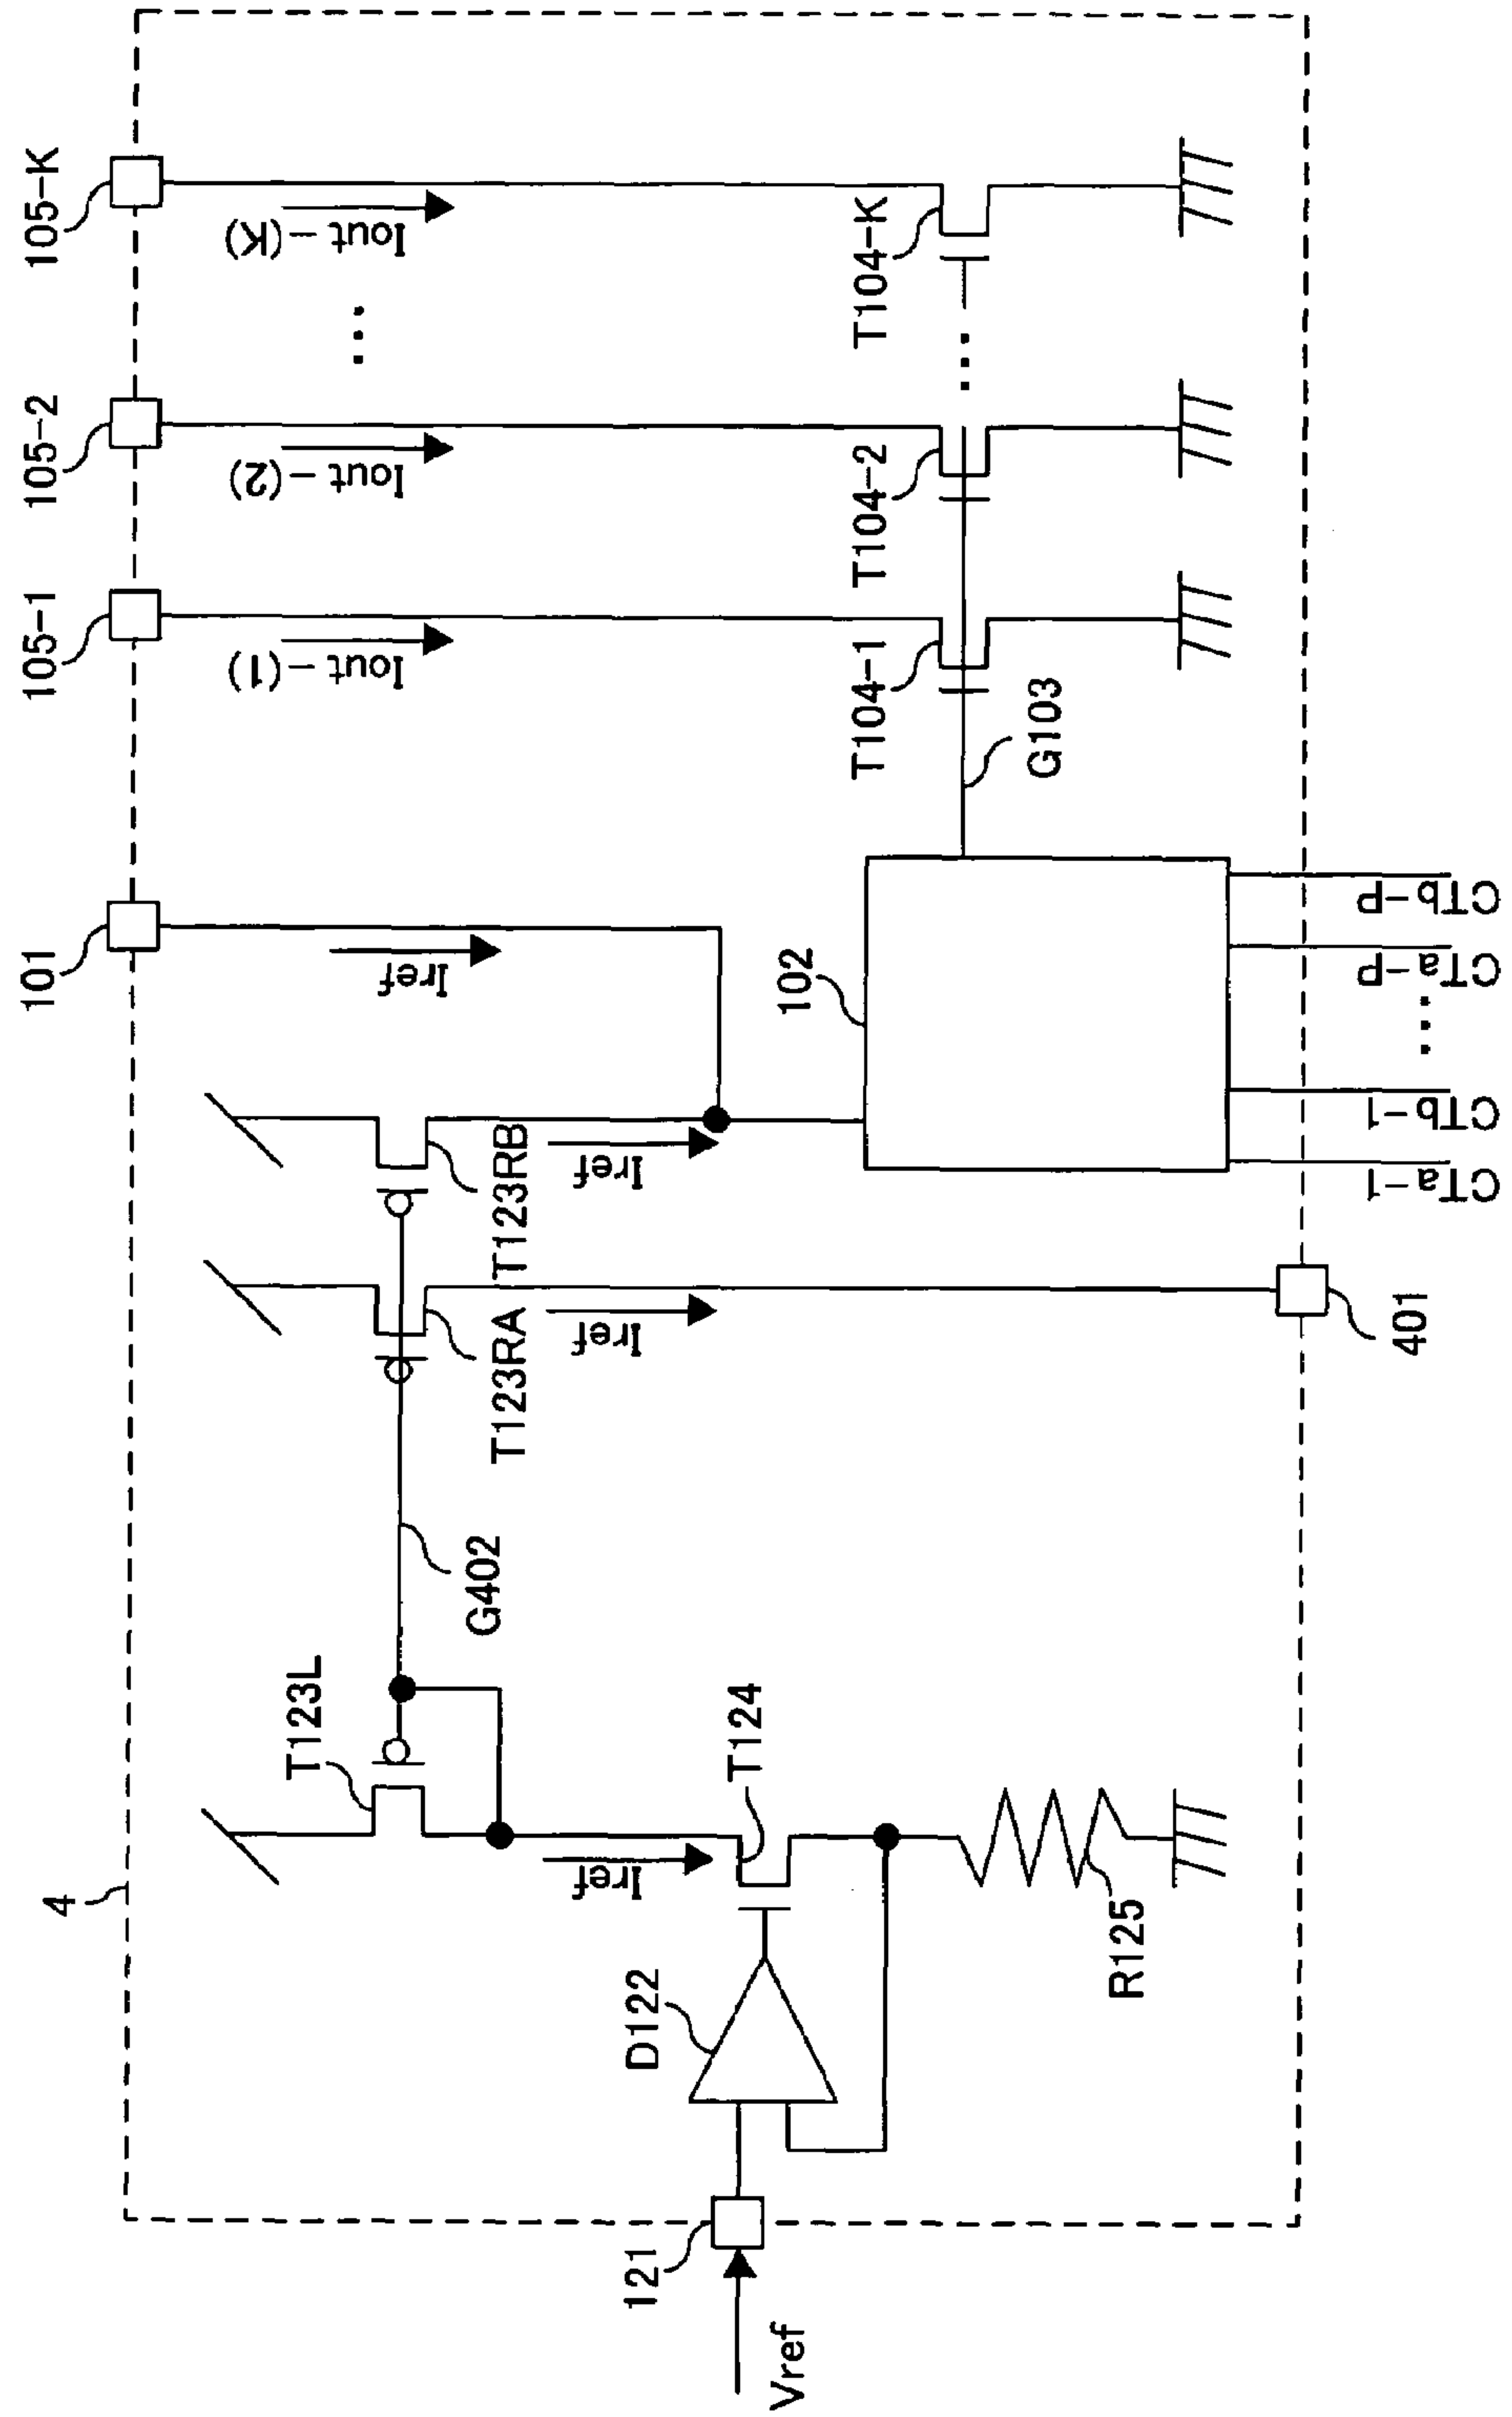 4
101
105-1
105-2
105-K
Iref
Iout-(1)
Iout-(2)
Iout-(K)
...
T123L
G402
T123RA
T123RB
Iref
Iref
Iref
121
Vref
D122
T124
R125
102
G103
T104-1
T104-2
...
T104-K
401
CTa-1
CTb-1
...
CTa-P
CTb-P